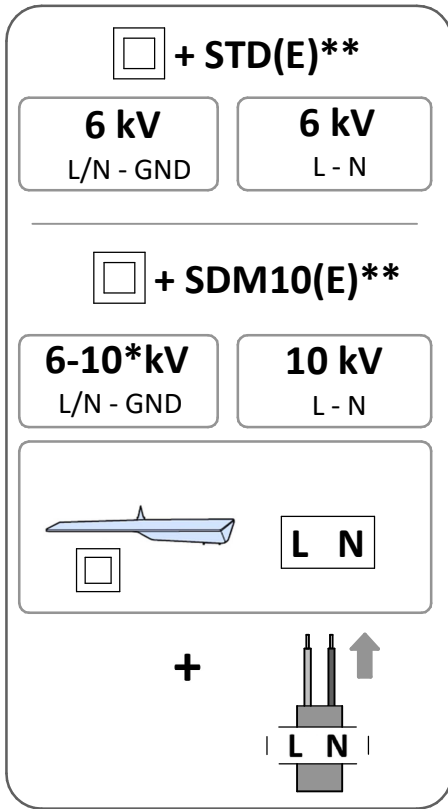 + STD(E)**
6 kV
6 kV
L/N - GND
L - N
+ SDM10(E)**
6-10*kV
10 kV
L/N - GND
L - N
L N
+
L N